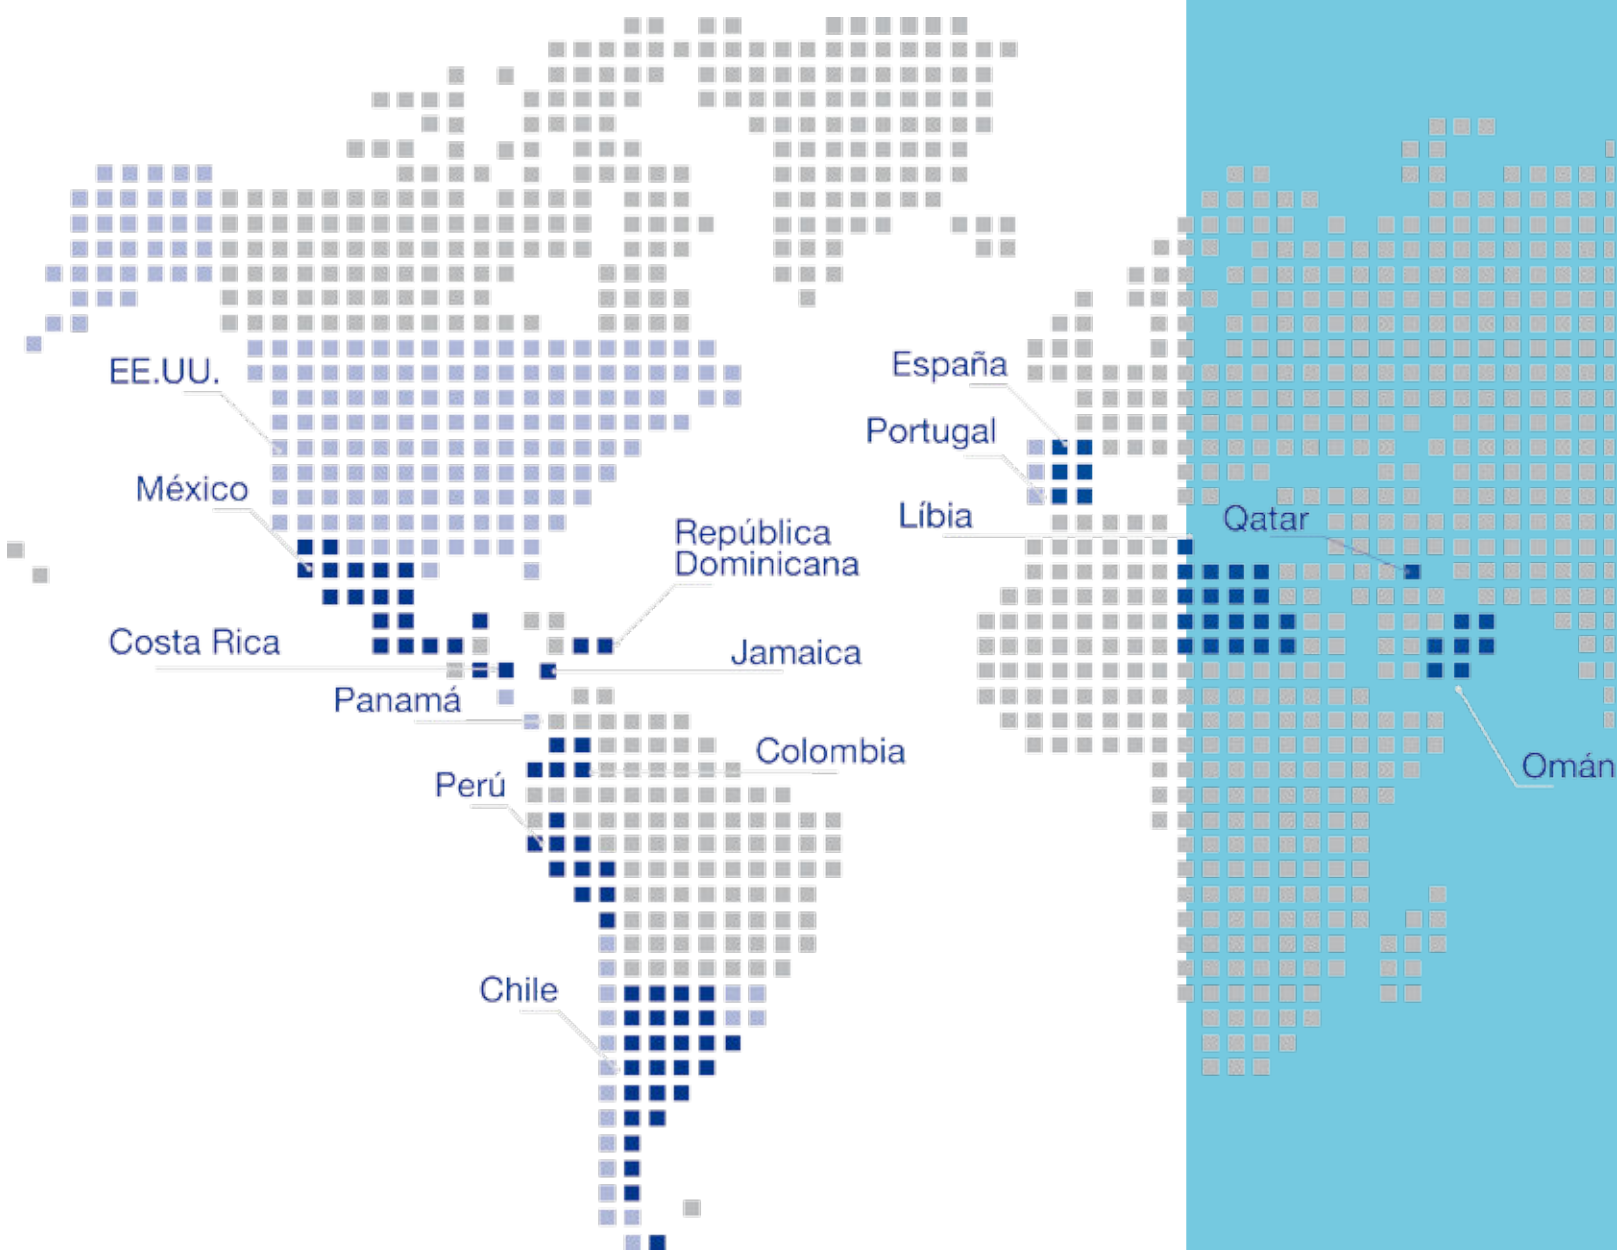 EE.UU.
México
Costa Rica
Panamá
Perú
Chile
República
Dominicana
Jamaica
Colombia
España
Portugal
Líbia
Qatar
Omán